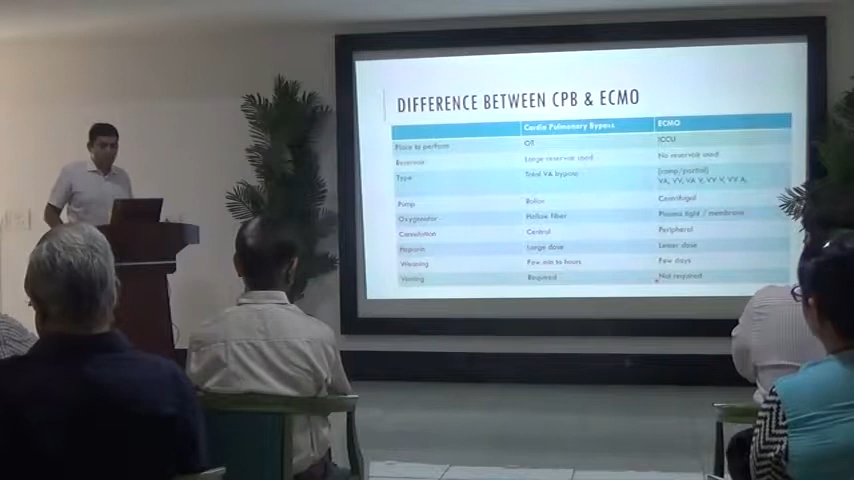 DIFFERENCE BETWEEN CPB & ECMO
Cardio Pulmonary Bypass ECMO
Place to perform OT ICCU
Reservoir Large reservoir used No reservoir used
Type Total VA bypass (comp/partial)
VA, VV, VA V, VV V, VV A,
Pump Roller Centrifugal
Oxygenator Hollow fiber Plasma tight / membrane
Cannulation Central Peripheral
Heparin Large dose Lesser dose
Weaning Few min to hours Few days
Venting Required Not required